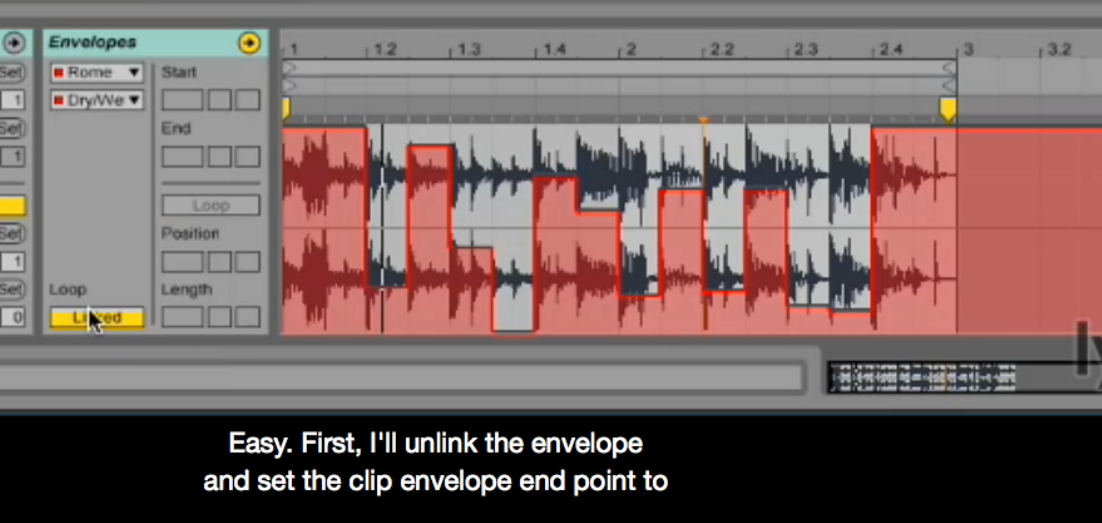 Envelopes
1 1.2 1.3 1.4 2 2.2 2.3 2.4 3 3.2
Set
Rome
Start
1
Dry/We
Set
End
1
Loop
Set
Position
1
Set
Loop
Length
0
Easy. First, I'll unlink the envelope
and set the clip envelope end point to